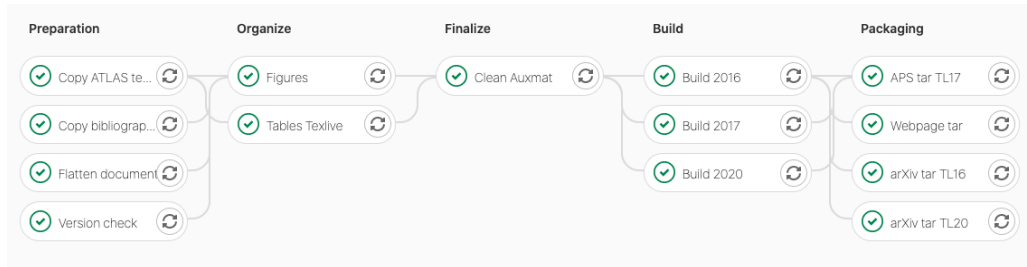 Preparation
Organize
Finalize
Build
Packaging
Copy ATLAS te...
Figures
Clean Auxmat
Build 2016
APS tar TL17
Copy bibliograp...
Tables Texlive
Build 2017
Webpage tar
Flatten document
Build 2020
arXiv tar TL16
Version check
arXiv tar TL20